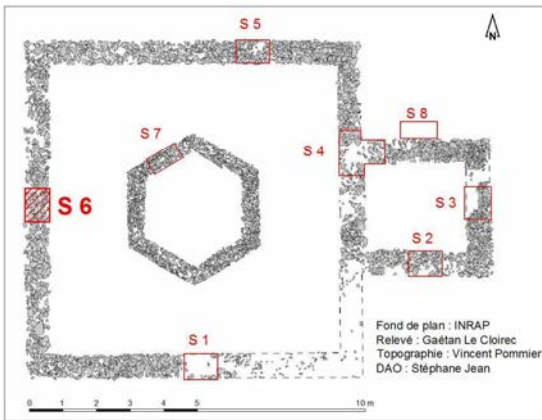 S 5
N
S 8
S 7
S 4
S 6
S 3
S 2
S 1
Fond de plan : INRAP
Relevé : Gaétan Le Cloirec
Topographie : Vincent Pommier
DAO : Stéphane Jean
0 1 2 3 4 5 10 m